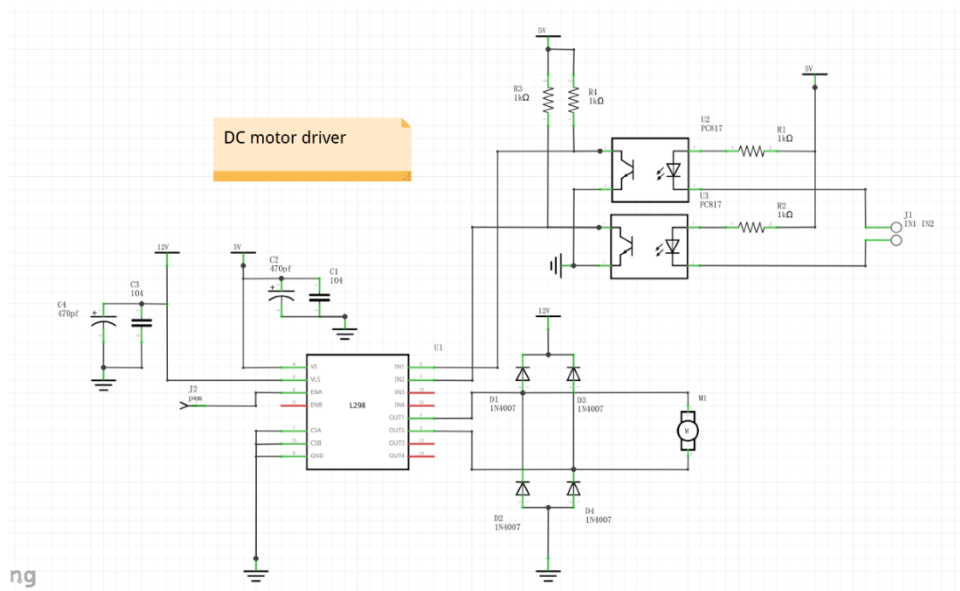 5V
R3
1kΩ
R4
1kΩ
5V
DC motor driver
U2
PC817
R1
1kΩ
U3
PC817
R2
1kΩ
J1
IN1 IN2
12V
5V
C2
470pf
C1
104
C3
104
C4
470pf
12V
U1
VS
IN1
VLS
IN2
ENA
IN3
ENB
IN4
L298
OUT1
CSA
OUT2
CSB
OUT3
GND
OUT4
J2
pwm
D1
1N4007
D3
1N4007
M1
M
D2
1N4007
D4
1N4007
ng